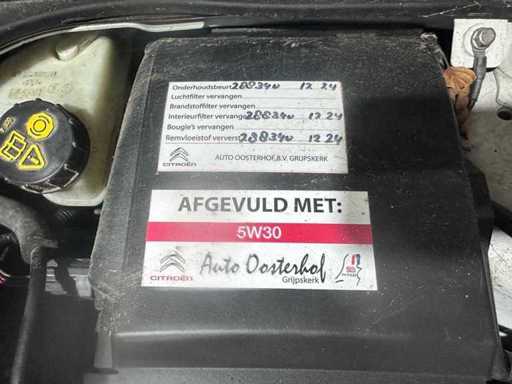 Onderhoudsbeurt 288340 12 24
Luchtfilter vervangen
Brandstoffilter vervangen
Interieurfilter vervangen 288340 12 24
Bougie's vervangen
Remvloeistof ververst 288340 12 24
CITROËN
AUTO OOSTERHOF B.V. GRIJPSKERK
AFGEVULD MET:
5W30
CITROËN
Auto Oosterhof
Grijpskerk